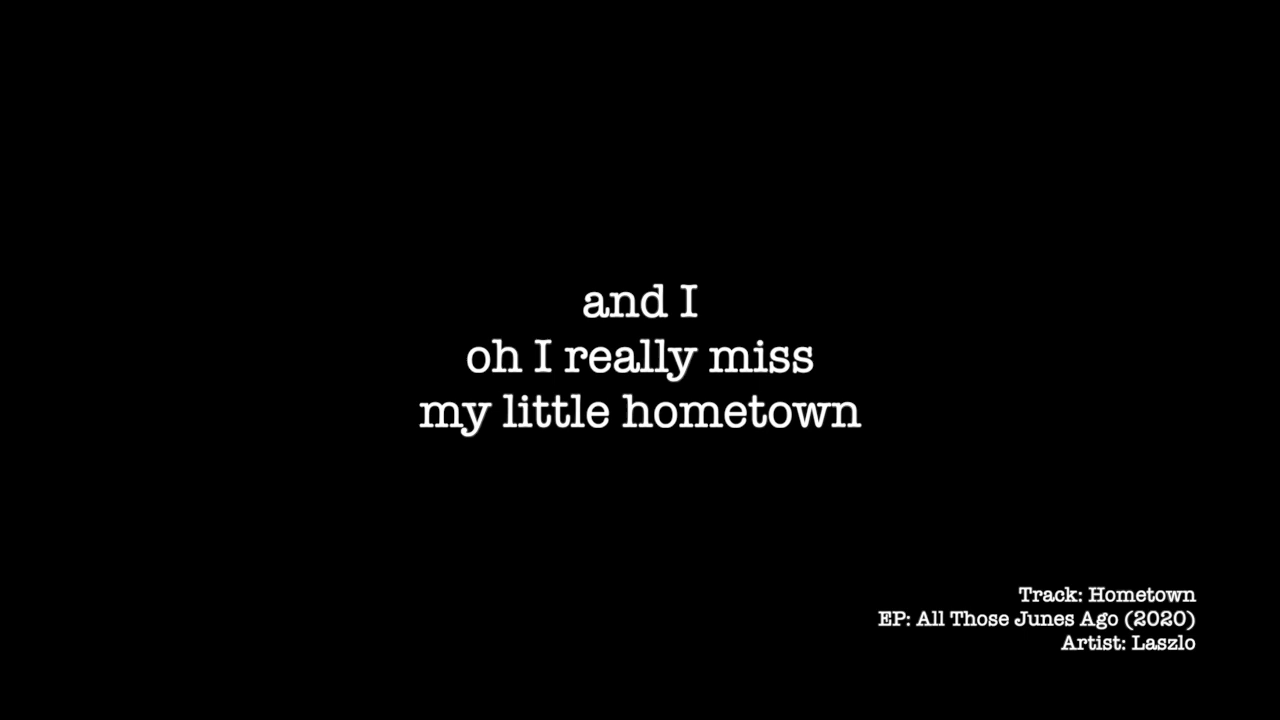 and I
oh I really miss
my little hometown
Track: Hometown
EP: All Those Junes Ago (2020)
Artist: Laszlo